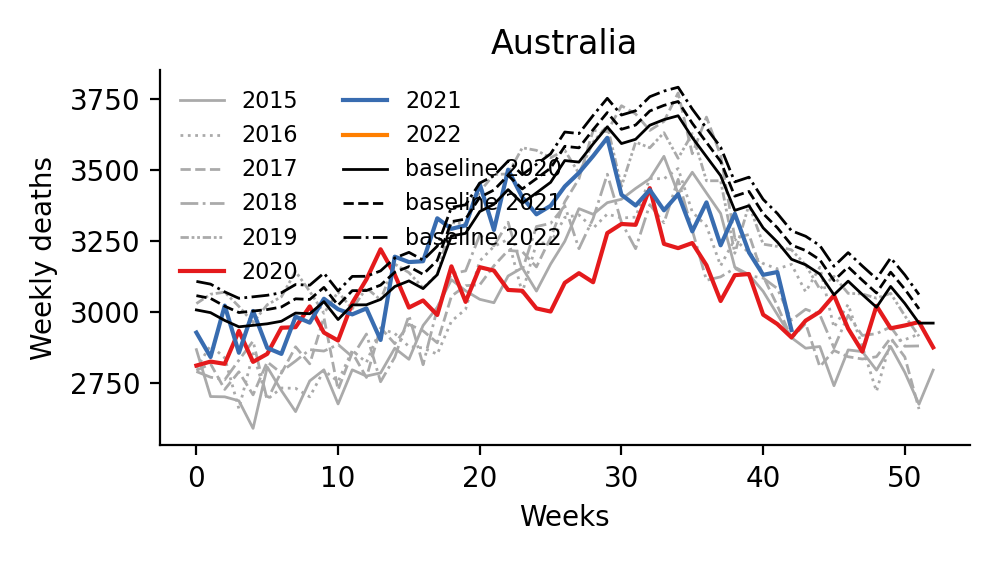 Australia
Weekly deaths
3750
3500
3250
3000
2750
2015
2016
2017
2018
2019
2020
2021
2022
baseline 2020
baseline 2021
baseline 2022
0 10 20 30 40 50
Weeks